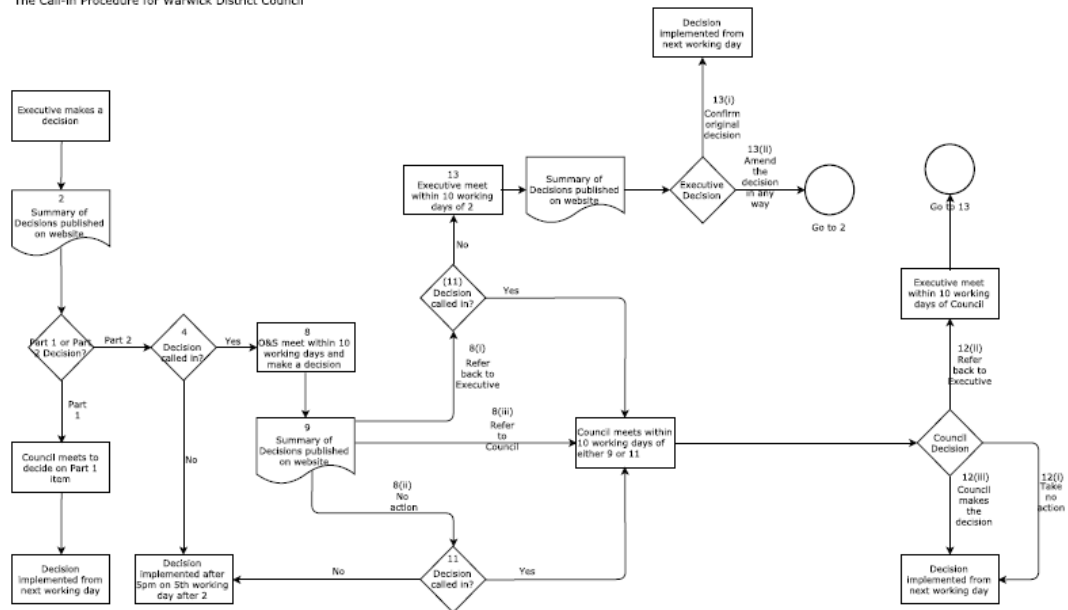 The Call-In Procedure for Warwick District Council
Executive makes a
decision
2
Summary of
Decisions published
on website
Part 1 or Part
2 Decision?
Part 2
Part
1
Council meets to
decide on Part 1
item
Decision
implemented from
next working day
4
Decision
called in?
Yes
No
Decision
implemented after
5pm on 5th working
day after 2
8
O&S meet within 10
working days and
make a decision
9
Summary of
Decisions published
on website
8(i)
Refer
back to
Executive
8(iii)
Refer
to
Council
8(ii)
No
action
(11)
Decision
called in?
No
Yes
11
Decision
called in?
No
Yes
13
Executive meet
within 10 working
days of 2
Summary of
Decisions published
on website
Executive
Decision
13(i)
Confirm
original
decision
Decision
implemented from
next working day
13(ii)
Amend
the
decision
in any
way
Go to 2
Council meets within
10 working days of
either 9 or 11
Council
Decision
12(ii)
Refer
back to
Executive
Executive meet
within 10 working
days of Council
Go to 13
12(iii)
Council
makes
the
decision
12(i)
Take
no
action
Decision
implemented from
next working day